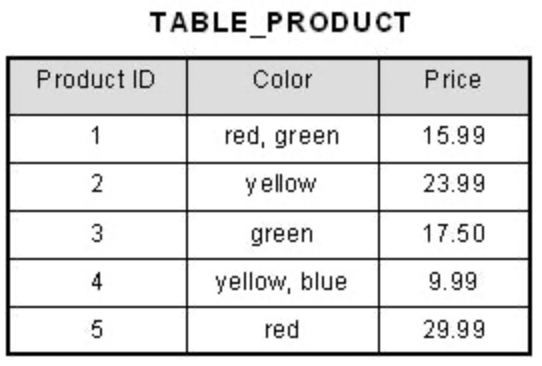 TABLE_PRODUCT
Product ID Color Price
1 red, green 15.99
2 yellow 23.99
3 green 17.50
4 yellow, blue 9.99
5 red 29.99